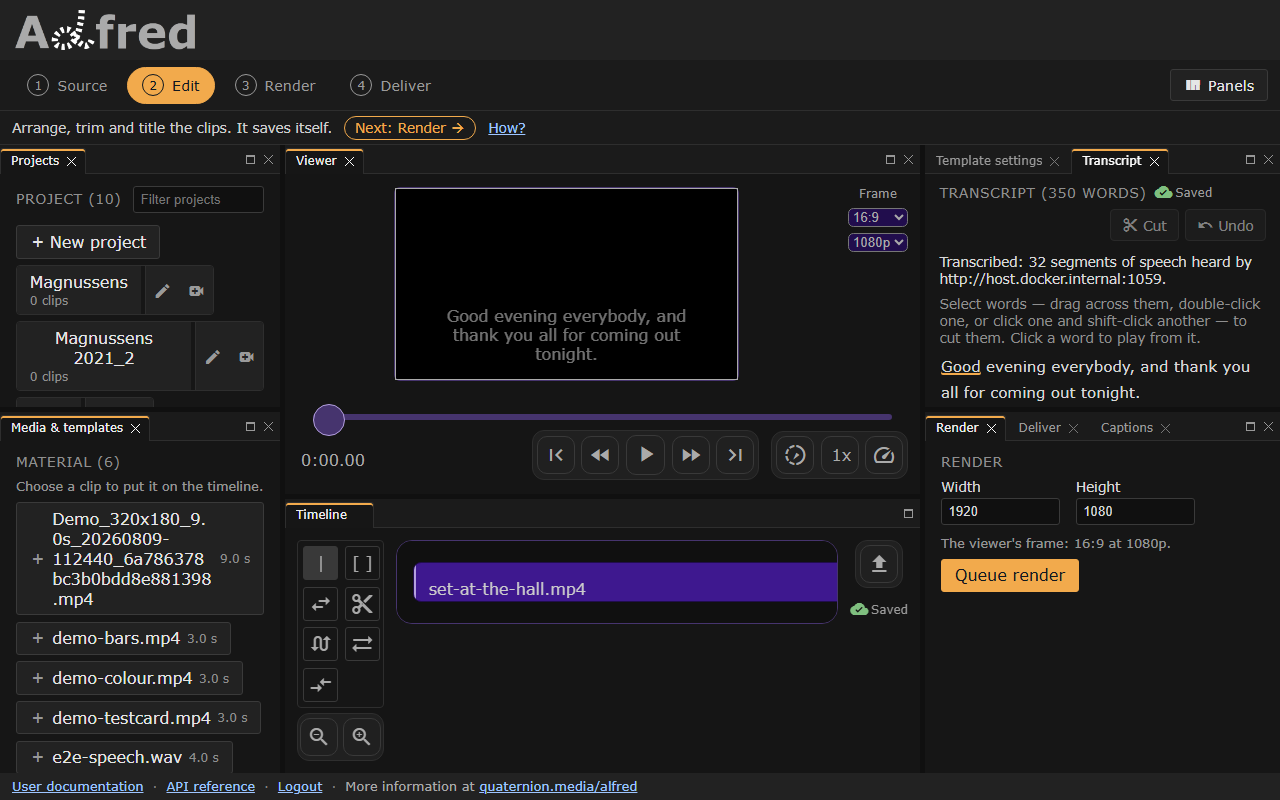 Adfred
1 Source
2 Edit
3 Render
4 Deliver
Panels
Arrange, trim and title the clips. It saves itself.
Next: Render →
How?
Projects
PROJECT (10)
Filter projects
+ New project
Magnussens
0 clips
Magnussens
2021_2
0 clips
Media & templates
MATERIAL (6)
Choose a clip to put it on the timeline.
+ Demo_320x180_9.
0s_20260809-
112440_6a786378
bc3b0bdd8e881398
.mp4
9.0 s
+ demo-bars.mp4 3.0 s
+ demo-colour.mp4 3.0 s
+ demo-testcard.mp4 3.0 s
+ e2e-speech.wav 4.0 s
Viewer
Good evening everybody, and
thank you all for coming out
tonight.
Frame
16:9
1080p
0:00.00
1x
Timeline
[ ]
set-at-the-hall.mp4
Saved
Template settings
Transcript
TRANSCRIPT (350 WORDS)
Saved
Cut
Undo
Transcribed: 32 segments of speech heard by
http://host.docker.internal:1059.
Select words — drag across them, double-click
one, or click one and shift-click another — to
cut them. Click a word to play from it.
Good evening everybody, and thank you
all for coming out tonight.
Render
Deliver
Captions
RENDER
Width
Height
1920
1080
The viewer's frame: 16:9 at 1080p.
Queue render
User documentation · API reference · Logout · More information at quaternion.media/alfred